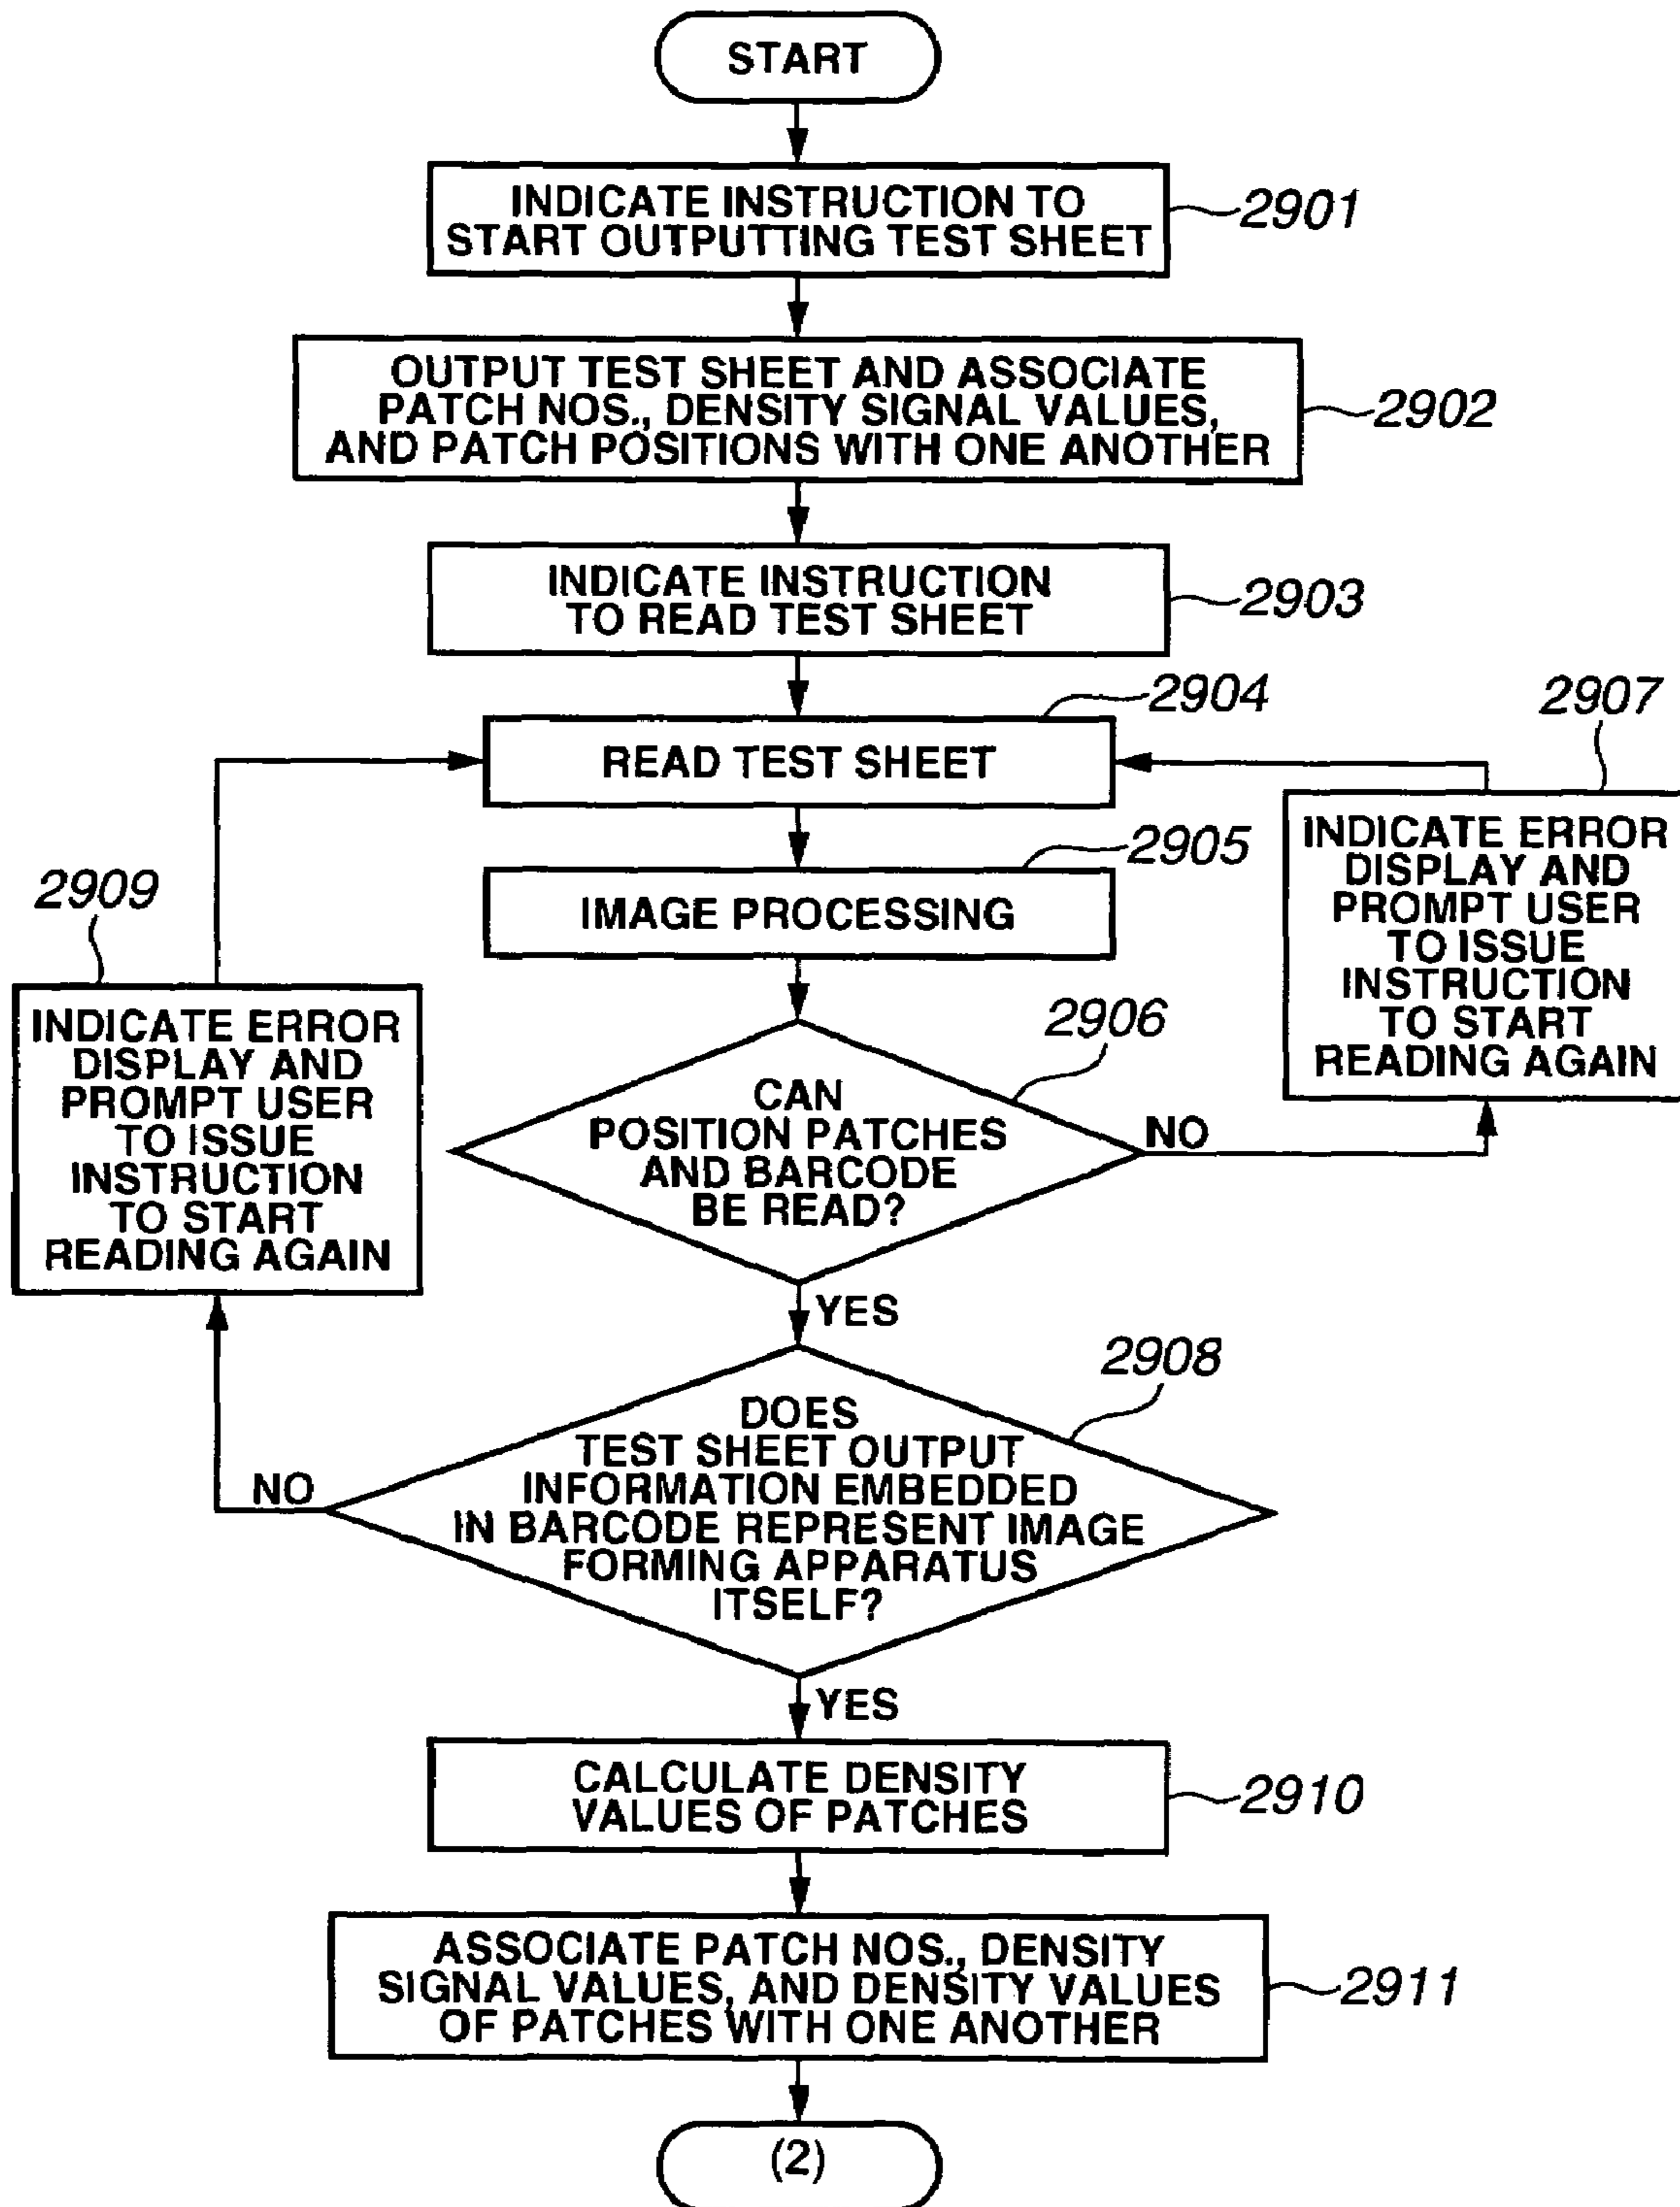 START
INDICATE INSTRUCTION TO
START OUTPUTTING TEST SHEET
2901
OUTPUT TEST SHEET AND ASSOCIATE
PATCH NOS., DENSITY SIGNAL VALUES,
AND PATCH POSITIONS WITH ONE ANOTHER
2902
INDICATE INSTRUCTION
TO READ TEST SHEET
2903
READ TEST SHEET
2904
IMAGE PROCESSING
2905
CAN
POSITION PATCHES
AND BARCODE
BE READ?
2906
NO
2907
INDICATE ERROR
DISPLAY AND
PROMPT USER
TO ISSUE
INSTRUCTION
TO START
READING AGAIN
YES
DOES
TEST SHEET OUTPUT
INFORMATION EMBEDDED
IN BARCODE REPRESENT IMAGE
FORMING APPARATUS
ITSELF?
2908
NO
2909
INDICATE ERROR
DISPLAY AND
PROMPT USER
TO ISSUE
INSTRUCTION
TO START
READING AGAIN
YES
CALCULATE DENSITY
VALUES OF PATCHES
2910
ASSOCIATE PATCH NOS., DENSITY
SIGNAL VALUES, AND DENSITY VALUES
OF PATCHES WITH ONE ANOTHER
2911
(2)